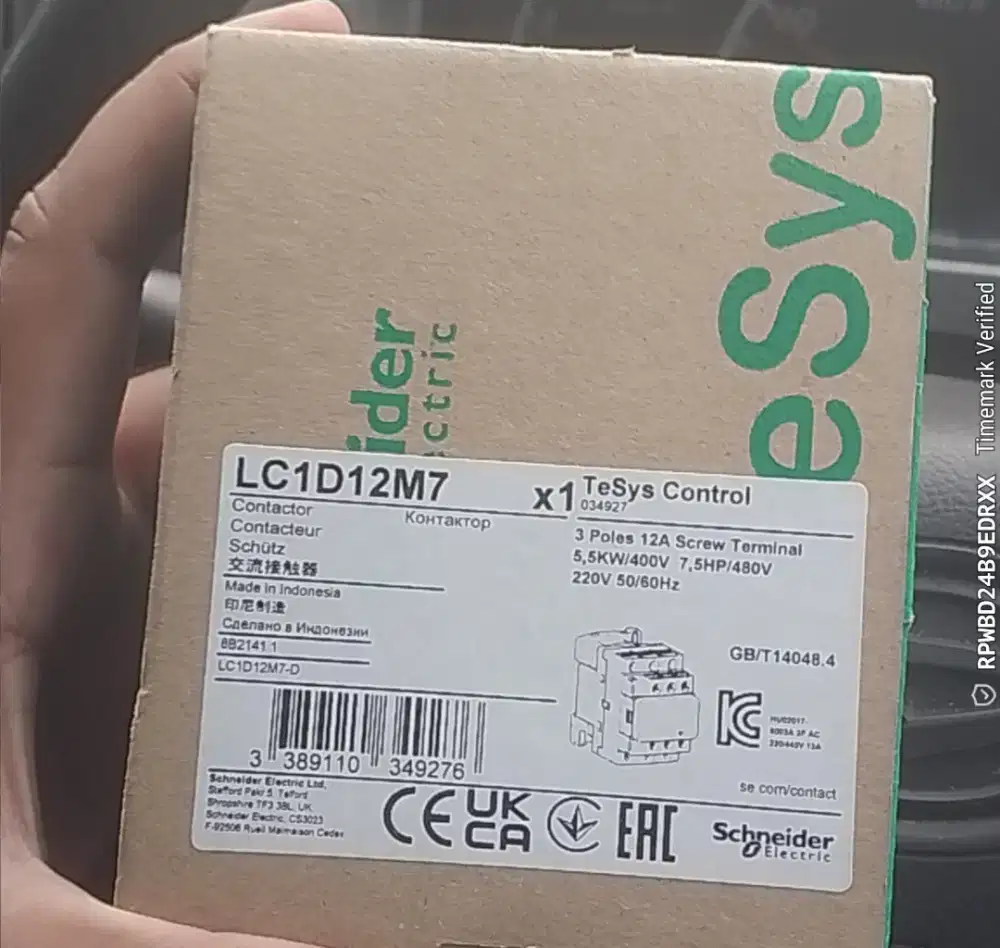 eSys
ider
ctric
LC1D12M7
x1
TeSys Control
034927
Contactor
Контактор
Contacteur
Schütz
交流接触器
Made in Indonesia
印尼制造
Сделано в Индонезии
8B2141 1
LC1D12M7-D
3 Poles 12A Screw Terminal
5,5KW/400V 7,5HP/480V
220V 50/60Hz
GB/T14048.4
3 389110 349276
Schneider Electric Ltd,
Stafford Park 5, Telford
Shropshire TF3 3BL, UK
Schneider Electric, CS3023
F-92506 Rueil Malmaison Cedex
CE
UK
CA
EAC
se.com/contact
Schneider
Electric
RPWBD24B9EDRXX Timemark Verified